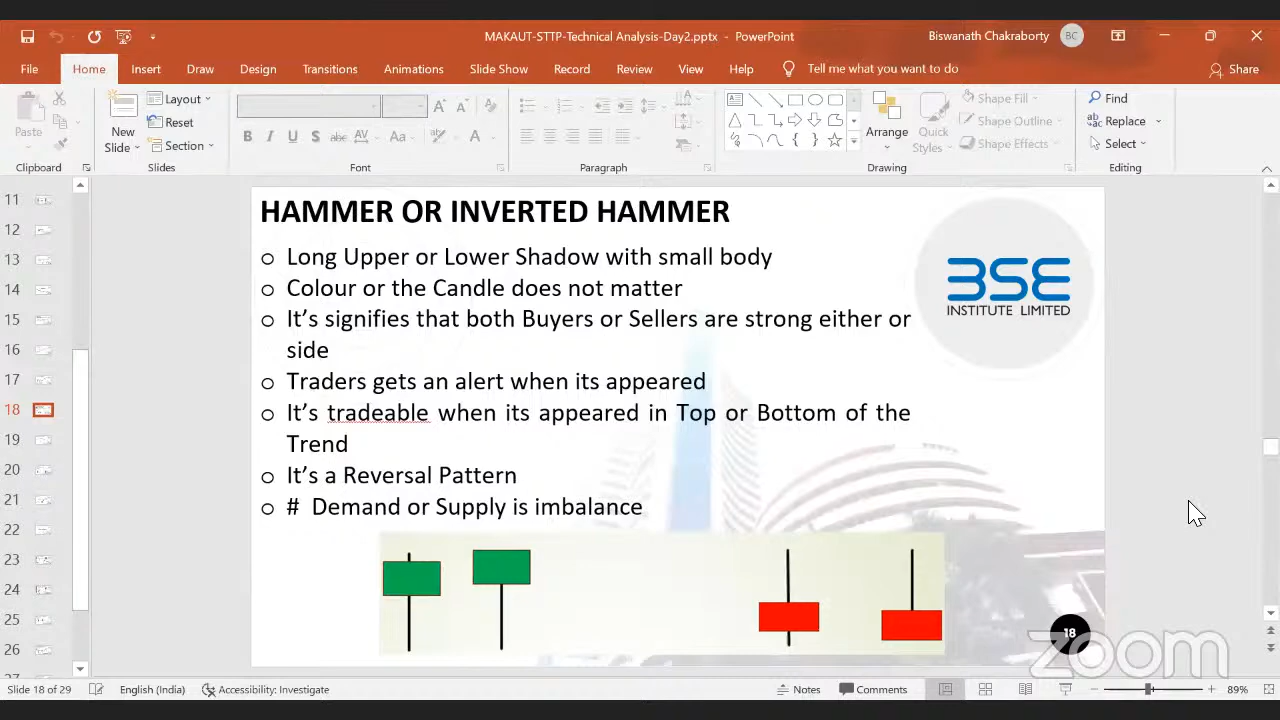 MAKAUT-STTP-Technical Analysis-Day2.pptx - PowerPoint
Biswanath Chakraborty
BC
File Home Insert Draw Design Transitions Animations Slide Show Record Review View Help Tell me what you want to do Share
Paste
Clipboard
New Slide
Layout
Reset
Section
Slides
B I U S abc AV Aa A
Font
Paragraph
Arrange
Quick Styles
Shape Fill
Shape Outline
Shape Effects
Drawing
Find
Replace
Select
Editing
11
12
13
14
15
16
17
18
19
20
21
22
23
24
25
26
HAMMER OR INVERTED HAMMER
o Long Upper or Lower Shadow with small body
o Colour or the Candle does not matter
o It's signifies that both Buyers or Sellers are strong either or
side
o Traders gets an alert when its appeared
o It's tradeable when its appeared in Top or Bottom of the
Trend
o It's a Reversal Pattern
o # Demand or Supply is imbalance
BSE
INSTITUTE LIMITED
18
zoom
Slide 18 of 29 English (India) Accessibility: Investigate Notes Comments 89%